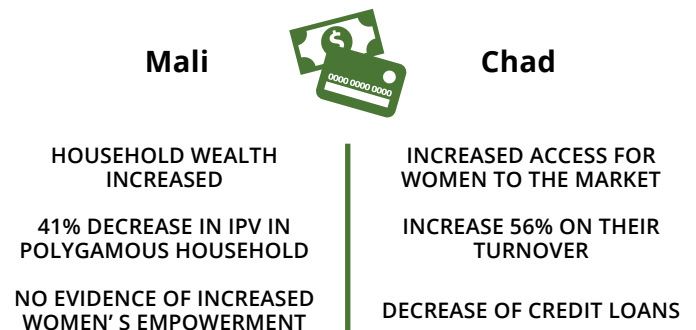 Mali
Chad
$
0000 0000 0000
HOUSEHOLD WEALTH
INCREASED
41% DECREASE IN IPV IN
POLYGAMOUS HOUSEHOLD
NO EVIDENCE OF INCREASED
WOMEN' S EMPOWERMENT
INCREASED ACCESS FOR
WOMEN TO THE MARKET
INCREASE 56% ON THEIR
TURNOVER
DECREASE OF CREDIT LOANS